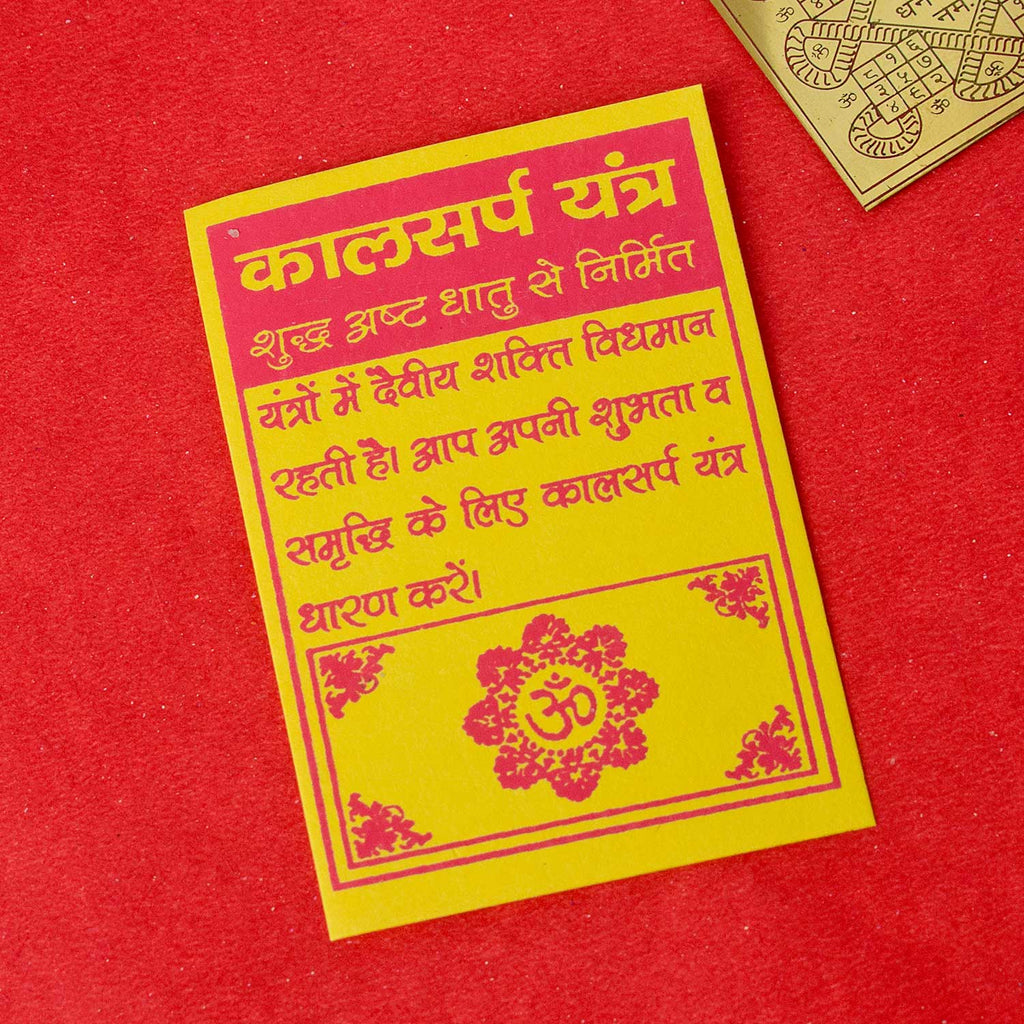 कालसर्प यंत्र
शुद्ध अष्ट धातु से निर्मित
यंत्रों में दैवीय शक्ति विधमान
रहती है। आप अपनी शुभता व
समृद्धि के लिए कालसर्प यंत्र
धारण करें।
ॐ